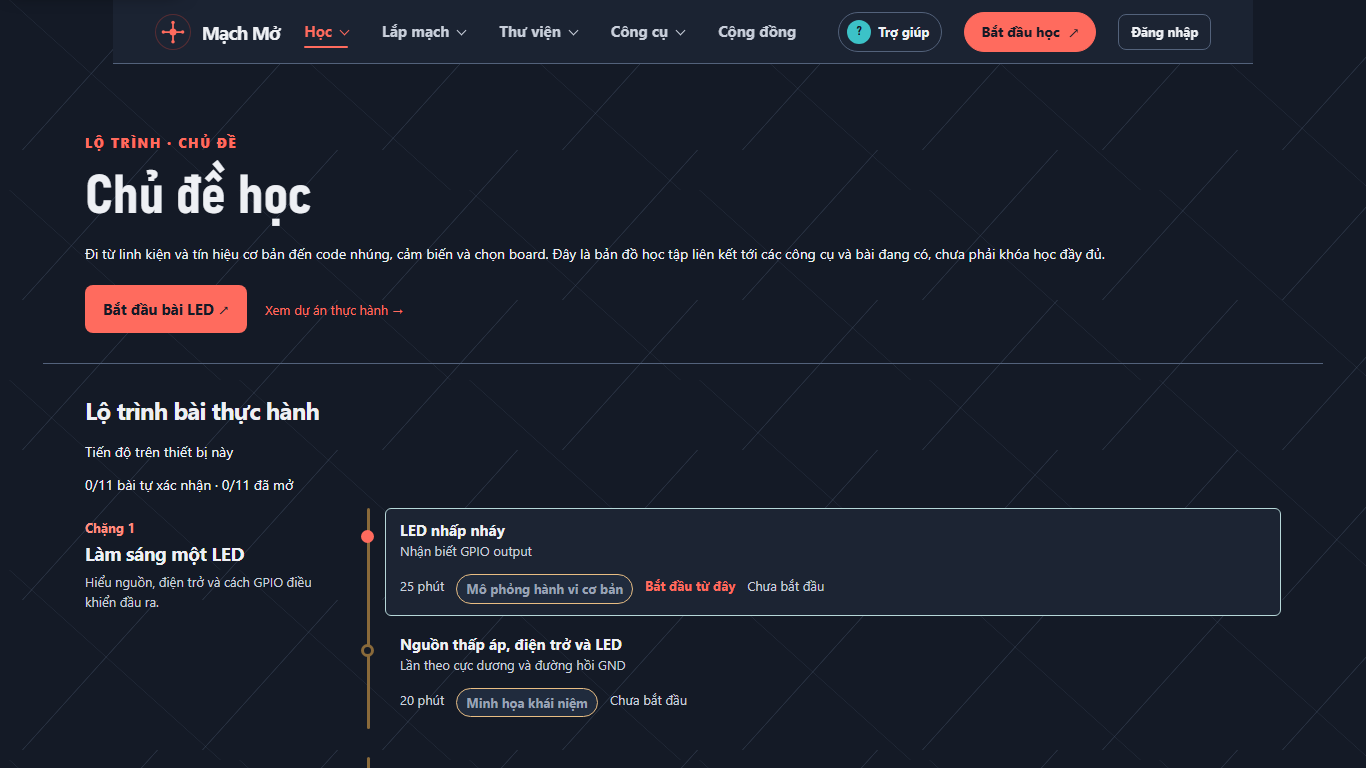 Mạch Mở
Học
Lắp mạch
Thư viện
Công cụ
Cộng đồng
? Trợ giúp
Bắt đầu học ↗
Đăng nhập
LỘ TRÌNH · CHỦ ĐỀ
Chủ đề học
Đi từ linh kiện và tín hiệu cơ bản đến code nhúng, cảm biến và chọn board. Đây là bản đồ học tập liên kết tới các công cụ và bài đang có, chưa phải khóa học đầy đủ.
Bắt đầu bài LED ↗
Xem dự án thực hành →
Lộ trình bài thực hành
Tiến độ trên thiết bị này
0/11 bài tự xác nhận · 0/11 đã mở
Chặng 1
Làm sáng một LED
Hiểu nguồn, điện trở và cách GPIO điều
khiển đầu ra.
LED nhấp nháy
Nhận biết GPIO output
25 phút
Mô phỏng hành vi cơ bản
Bắt đầu từ đây
Chưa bắt đầu
Nguồn thấp áp, điện trở và LED
Lần theo cực dương và đường hồi GND
20 phút
Minh họa khái niệm
Chưa bắt đầu